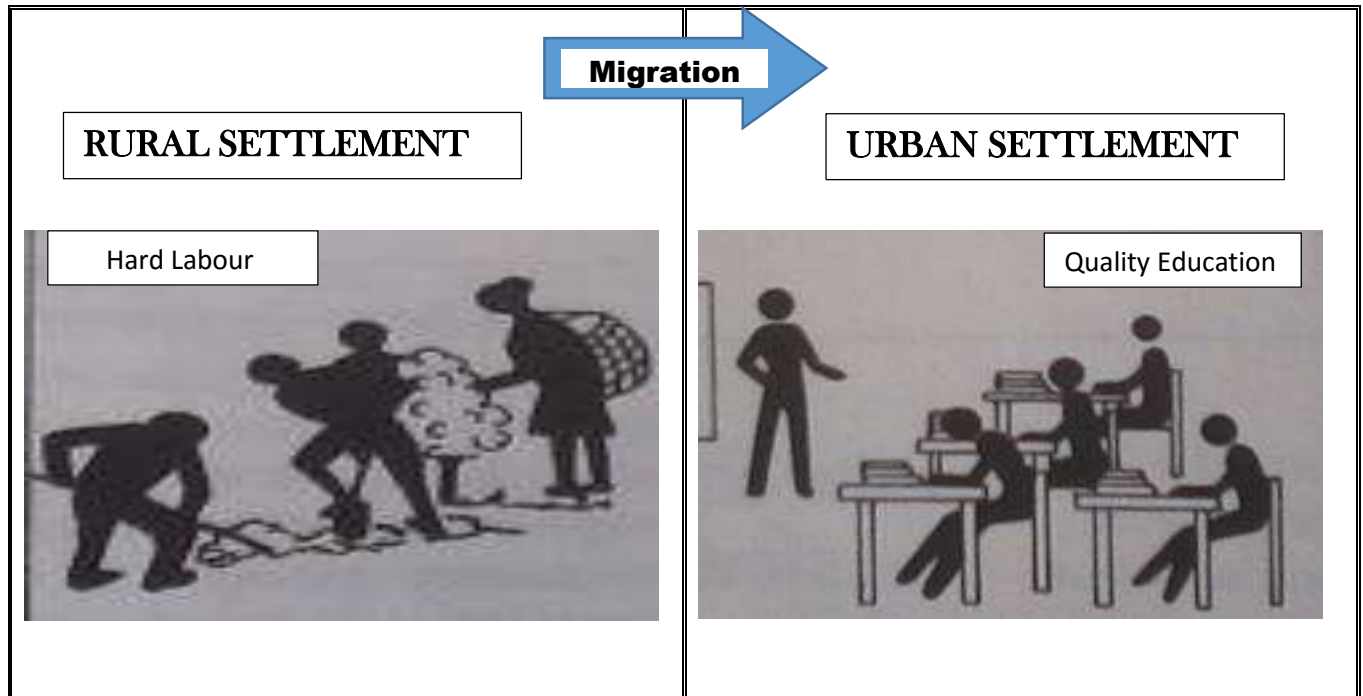 Migration
RURAL SETTLEMENT
URBAN SETTLEMENT
Hard Labour
Quality Education